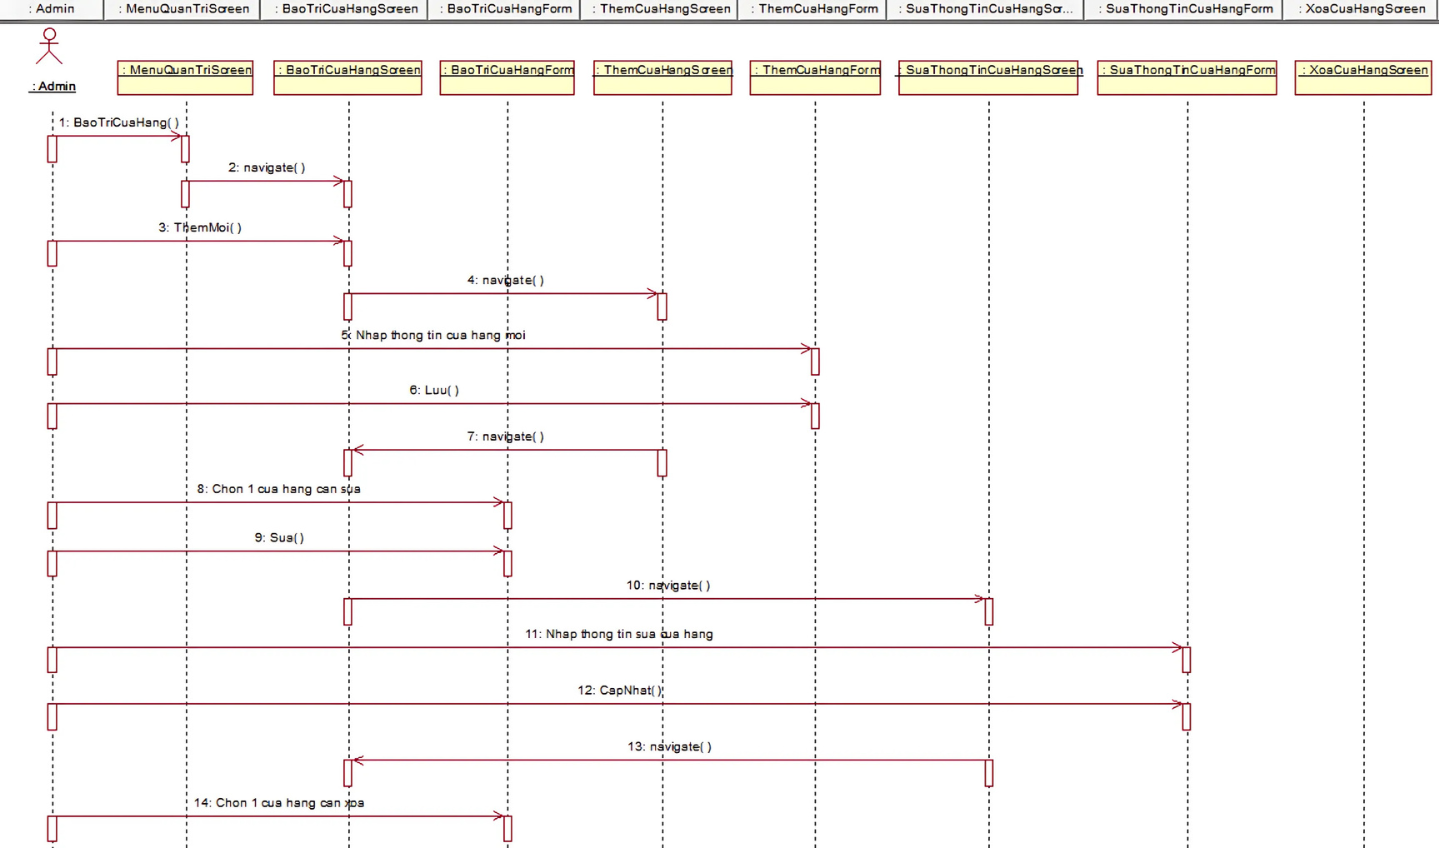 : Admin
: MenuQuanTriScreen
: BaoTriCuaHangScreen
: BaoTriCuaHangForm
: ThemCuaHangScreen
: ThemCuaHangForm
: SuaThongTinCuaHangScr...
: SuaThongTinCuaHangForm
: XoaCuaHangScreen
: Admin
: MenuQuanTriScreen
: BaoTriCuaHangScreen
: BaoTriCuaHangForm
: ThemCuaHangScreen
: ThemCuaHangForm
: SuaThongTinCuaHangScreen
: SuaThongTinCuaHangForm
: XoaCuaHangScreen
1: BaoTriCuaHang( )
2: navigate( )
3: ThemMoi( )
4: navigate( )
5: Nhap thong tin cua hang moi
6: Luu( )
7: navigate( )
8: Chon 1 cua hang can sua
9: Sua( )
10: navigate( )
11: Nhap thong tin sua cua hang
12: CapNhat( )
13: navigate( )
14: Chon 1 cua hang can xoa